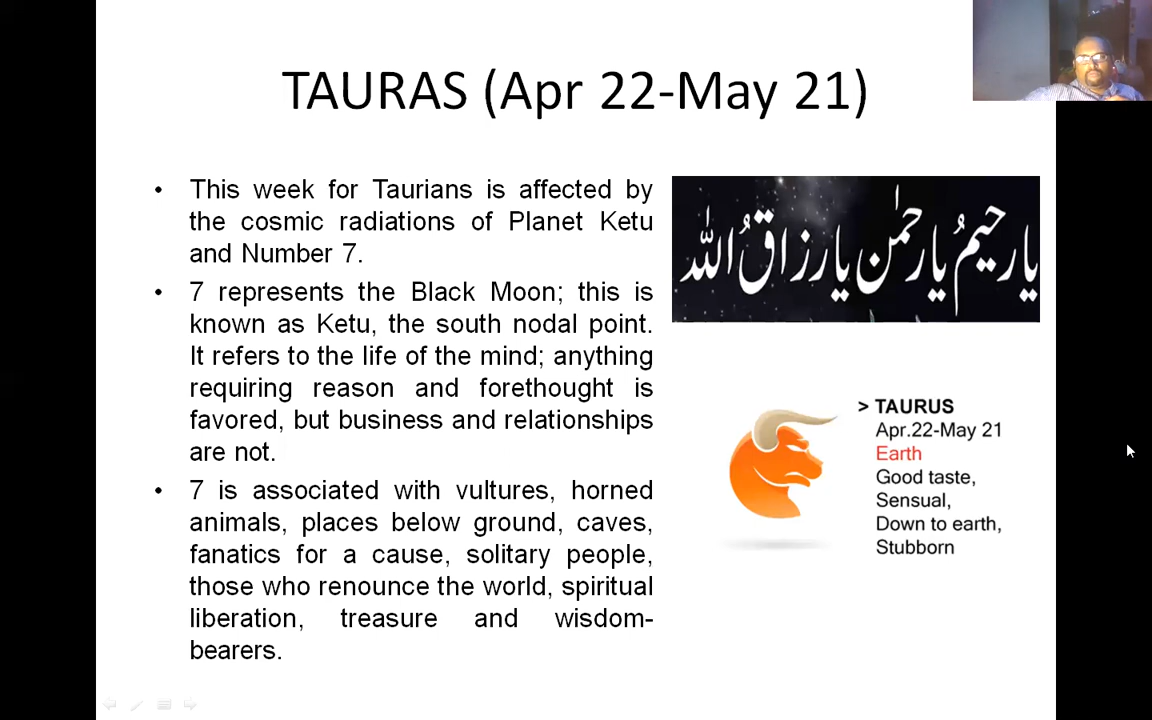 TAURAS (Apr 22-May 21)
• This week for Taurians is affected by
the cosmic radiations of Planet Ketu
and Number 7.
• 7 represents the Black Moon; this is
known as Ketu, the south nodal point.
It refers to the life of the mind; anything
requiring reason and forethought is
favored, but business and relationships
are not.
• 7 is associated with vultures, horned
animals, places below ground, caves,
fanatics for a cause, solitary people,
those who renounce the world, spiritual
liberation, treasure and wisdom-
bearers.
یا رحیمُ یا رحمٰن یا رزاقُ اللہ
> TAURUS
Apr.22-May 21
Earth
Good taste,
Sensual,
Down to earth,
Stubborn